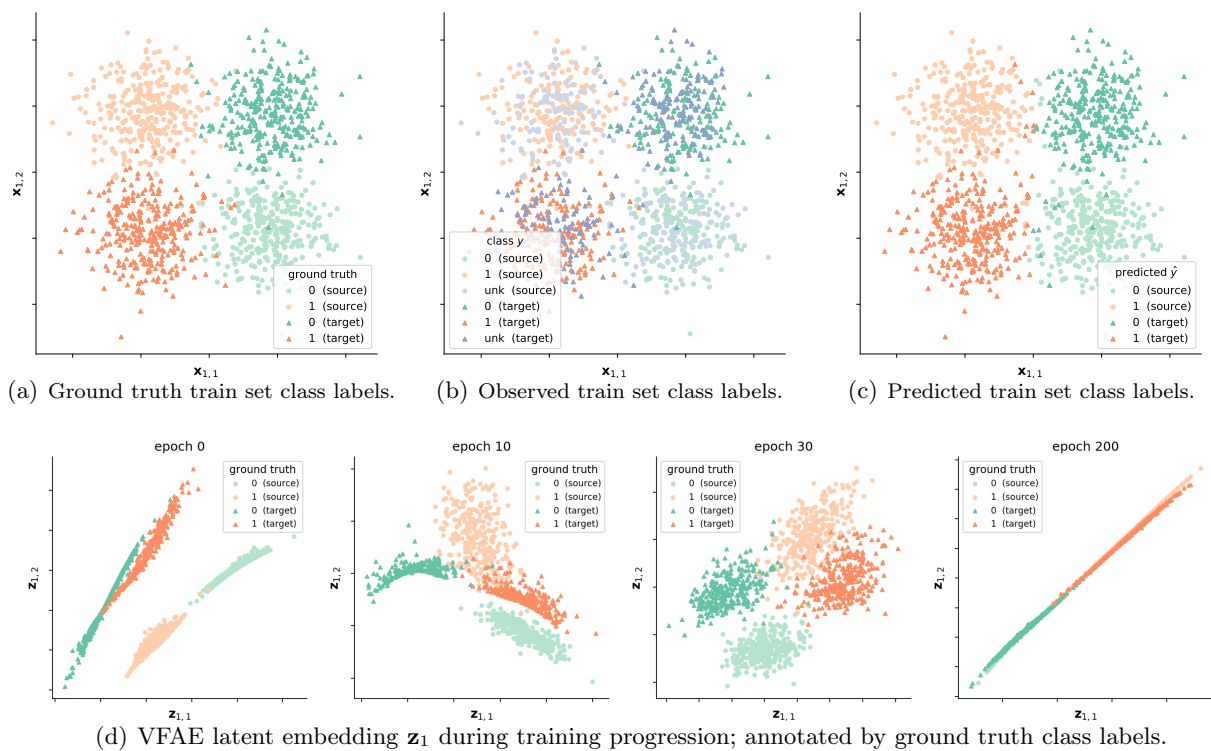 x1,2
ground truth
0 (source)
1 (source)
0 (target)
1 (target)
x1,1
(a) Ground truth train set class labels.
x1,2
class y
0 (source)
1 (source)
unk (source)
0 (target)
1 (target)
unk (target)
x1,1
(b) Observed train set class labels.
x1,2
predicted ŷ
0 (source)
1 (source)
0 (target)
1 (target)
x1,1
(c) Predicted train set class labels.
epoch 0
z1,2
ground truth
0 (source)
1 (source)
0 (target)
1 (target)
z1,1
epoch 10
z1,2
ground truth
0 (source)
1 (source)
0 (target)
1 (target)
z1,1
epoch 30
z1,2
ground truth
0 (source)
1 (source)
0 (target)
1 (target)
z1,1
epoch 200
z1,2
ground truth
0 (source)
1 (source)
0 (target)
1 (target)
z1,1
(d) VFAE latent embedding z1 during training progression; annotated by ground truth class labels.